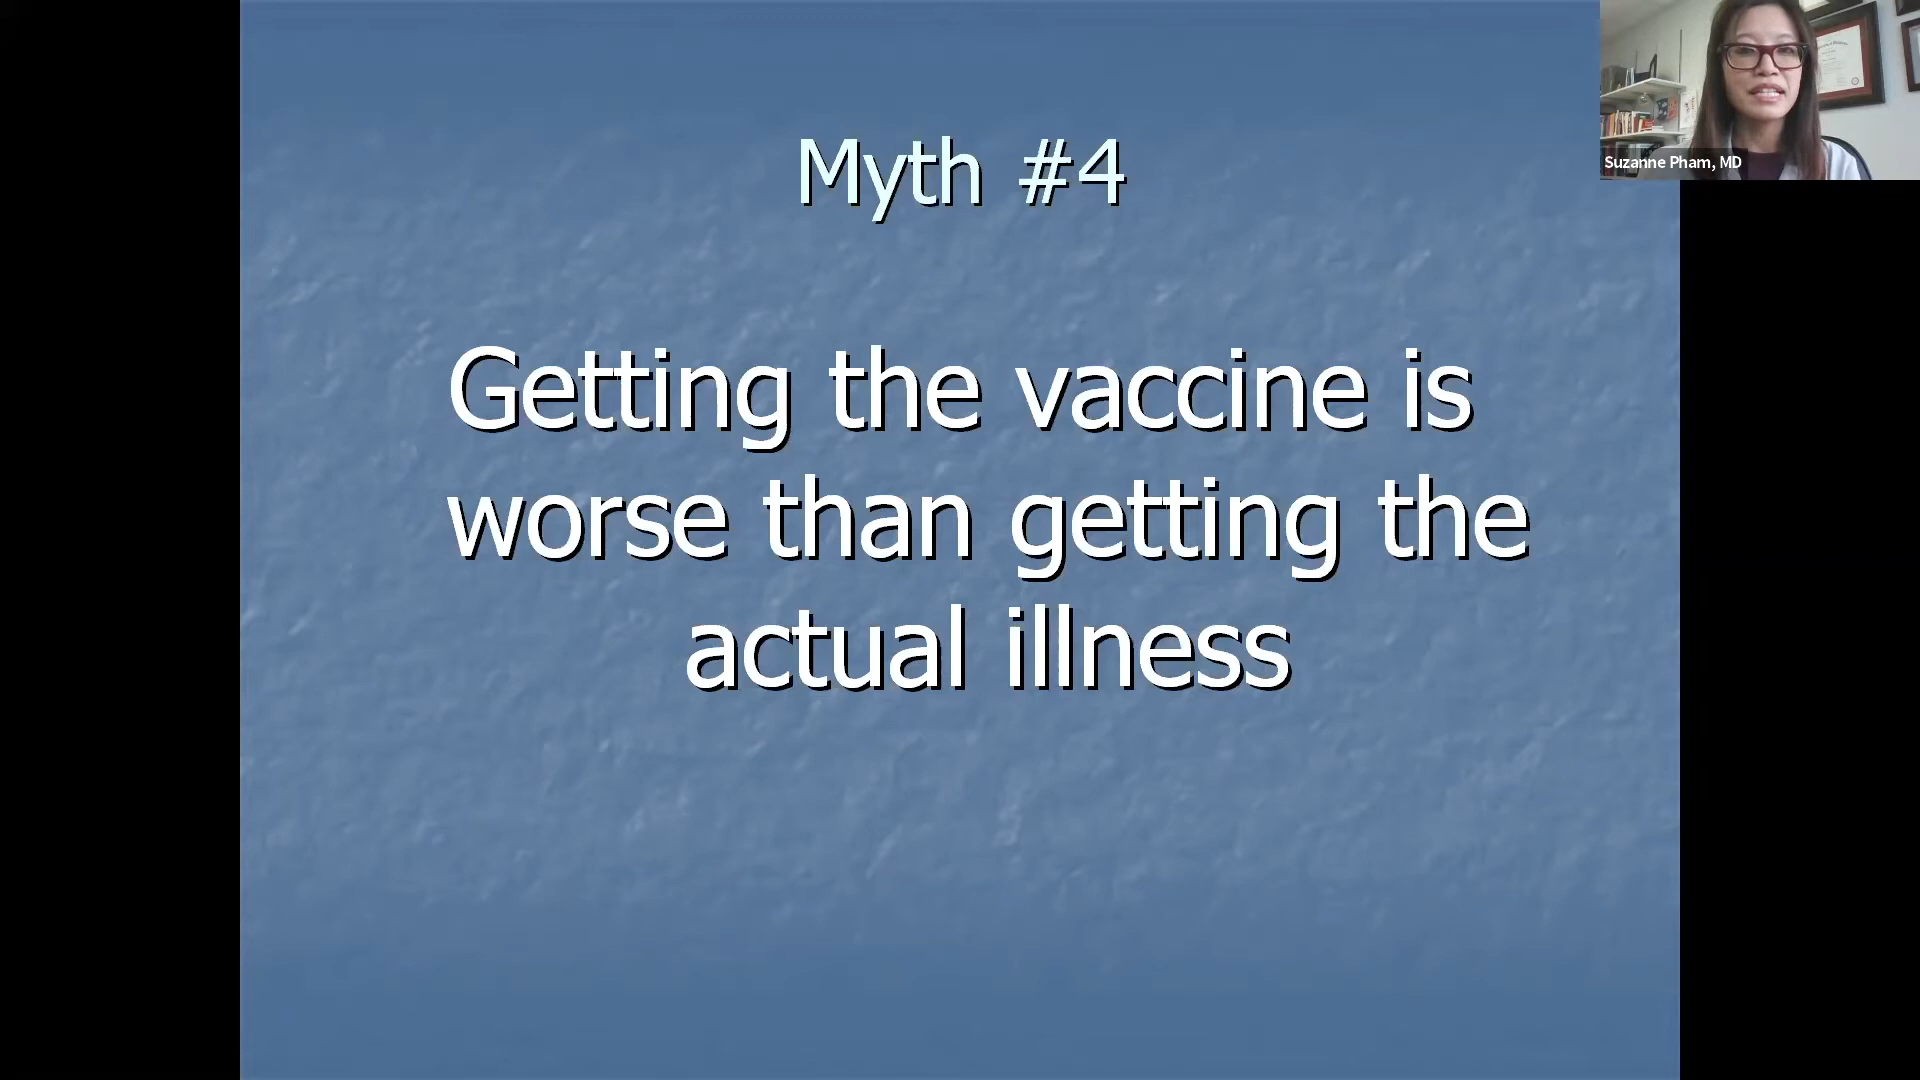 Myth #4
Getting the vaccine is
worse than getting the
actual illness
Suzanne Pham, MD